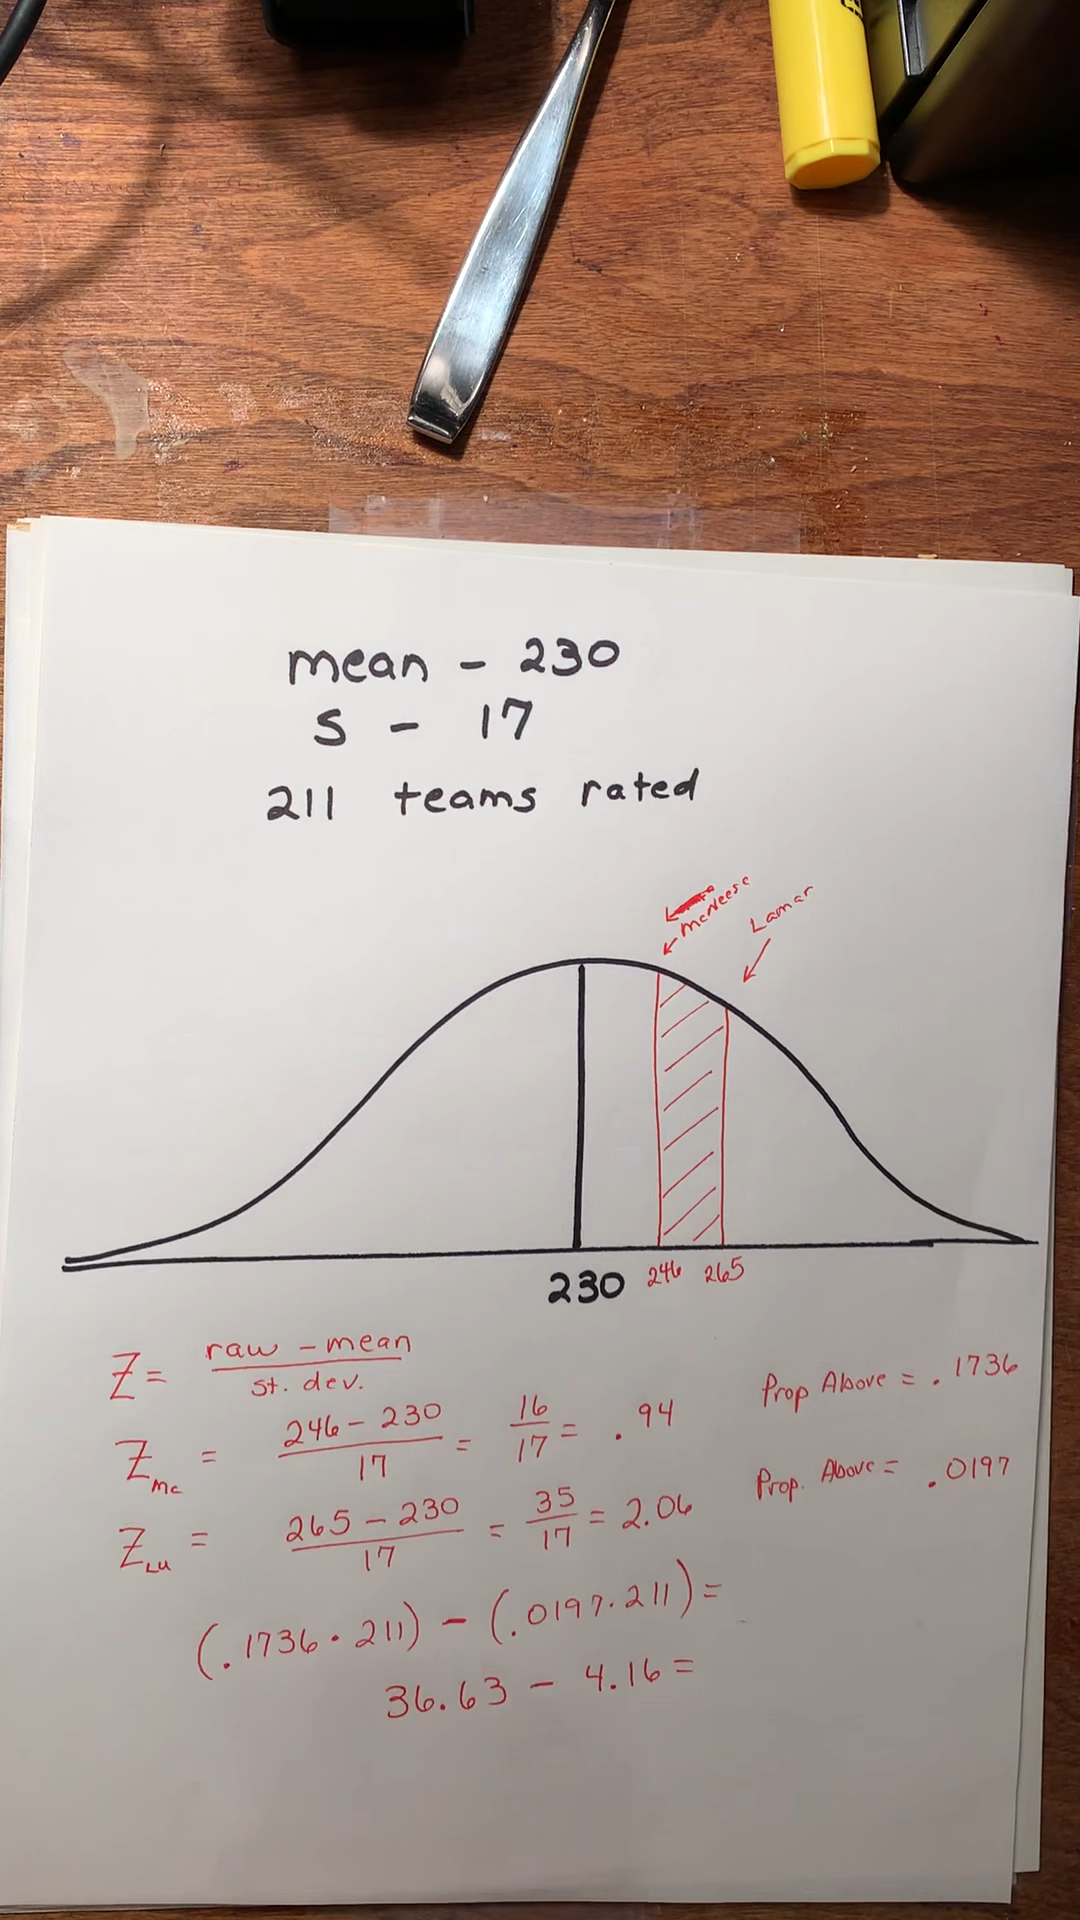 mean - 230
S - 17
211 teams rated
McNeese
Lamar
230 246 265
Z = raw - mean / st. dev.
Zmc = 246 - 230 / 17 = 16 / 17 = .94 Prop Above = .1736
ZLU = 265 - 230 / 17 = 35 / 17 = 2.06 Prop. Above = .0197
(.1736 · 211) - (.0197 · 211) =
36.63 - 4.16 =